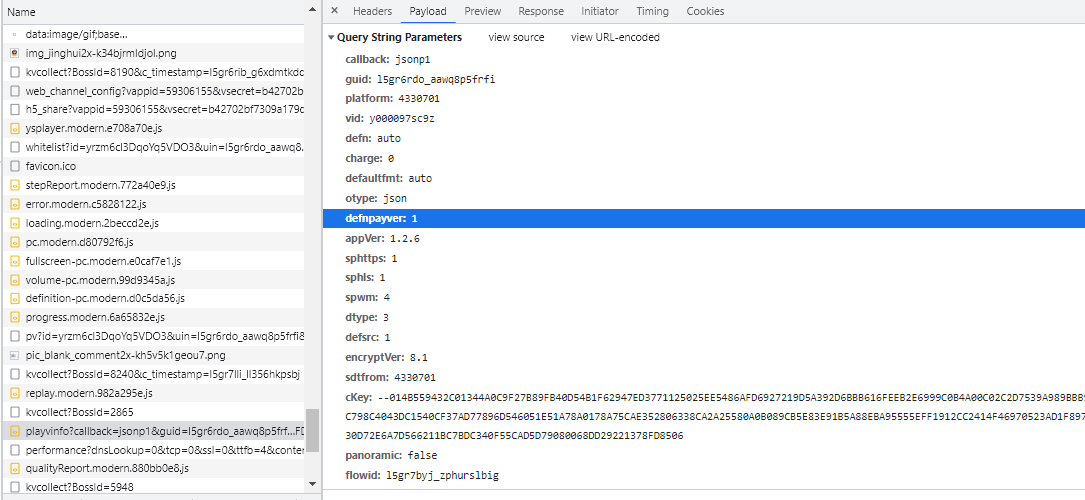 Name
data:image/gif;base...
img_jinghui2x-k34bjrmldjol.png
kvcollect?BossId=8190&c_timestamp=l5gr6rib_g6xdmtkdc
web_channel_config?vappid=59306155&vsecret=b42702b
h5_share?vappid=59306155&vsecret=b42702bf7309a179c
ysplayer.modern.e708a70e.js
whitelist?id=yrzm6cl3DqoYq5VDO3&uin=l5gr6rdo_aawq8...
favicon.ico
stepReport.modern.772a40e9.js
error.modern.c5828122.js
loading.modern.2beccd2e.js
pc.modern.d80792f6.js
fullscreen-pc.modern.e0caf7e1.js
volume-pc.modern.99d9345a.js
definition-pc.modern.d0c5da56.js
progress.modern.6a65832e.js
pv?id=yrzm6cl3DqoYq5VDO3&uin=l5gr6rdo_aawq8p5frfi&
pic_blank_comment2x-kh5v5k1geou7.png
kvcollect?BossId=8240&c_timestamp=l5gr7lli_ll356hkpsbj
replay.modern.982a295e.js
kvcollect?BossId=2865
playvinfo?callback=jsonp1&guid=l5gr6rdo_aawq8p5frf...FD
performance?dnsLookup=0&tcp=0&ssl=0&ttfb=4&conter
qualityReport.modern.880bb0e8.js
kvcollect?BossId=5948
× Headers Payload Preview Response Initiator Timing Cookies
▼Query String Parameters view source view URL-encoded
callback: jsonp1
guid: l5gr6rdo_aawq8p5frfi
platform: 4330701
vid: y000097sc9z
defn: auto
charge: 0
defaultfmt: auto
otype: json
defnpayver: 1
appVer: 1.2.6
sphttps: 1
sphls: 1
spwm: 4
dtype: 3
defsrc: 1
encryptVer: 8.1
sdtfrom: 4330701
cKey: --014B559432C01344A0C9F27B89FB40D54B1F62947ED3771125025EE5486AFD6927219D5A392D6BBB616FEEB2E6999C0B4A00C02C2D7539A989BBB9
C798C4043DC1540CF37AD77896D546051E51A78A0178A75CAE352806338CA2A25580A0B089CB5E83E91B5A88EBA95555EFF1912CC2414F46970523AD1F897
30D72E6A7D566211BC7BDC340F55CAD5D79080068DD29221378FD8506
panoramic: false
flowid: l5gr7byj_zphurslbig